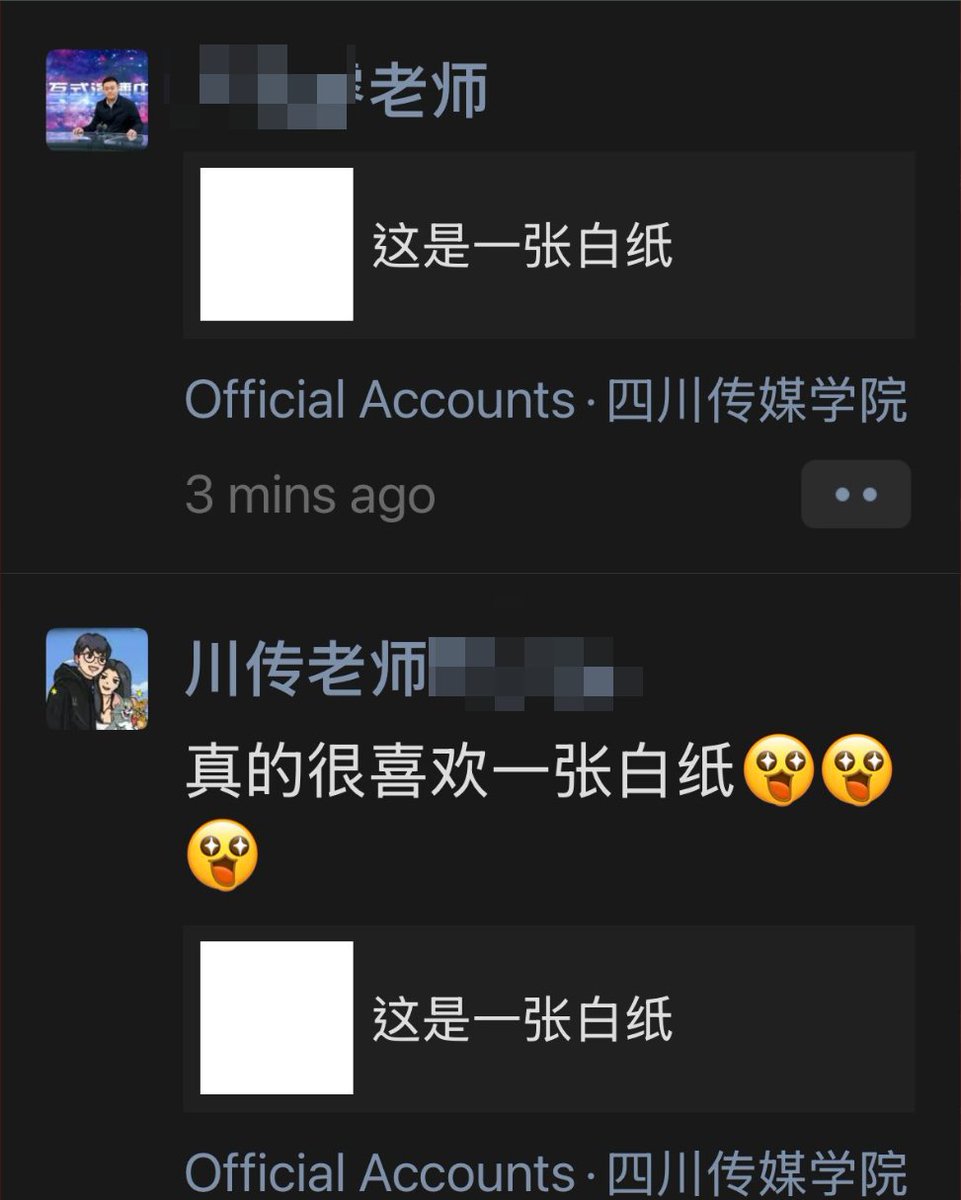 老师
这是一张白纸
Official Accounts · 四川传媒学院
3 mins ago
川传老师
真的很喜欢一张白纸🤩🤩
🤩
这是一张白纸
Official Accounts · 四川传媒学院